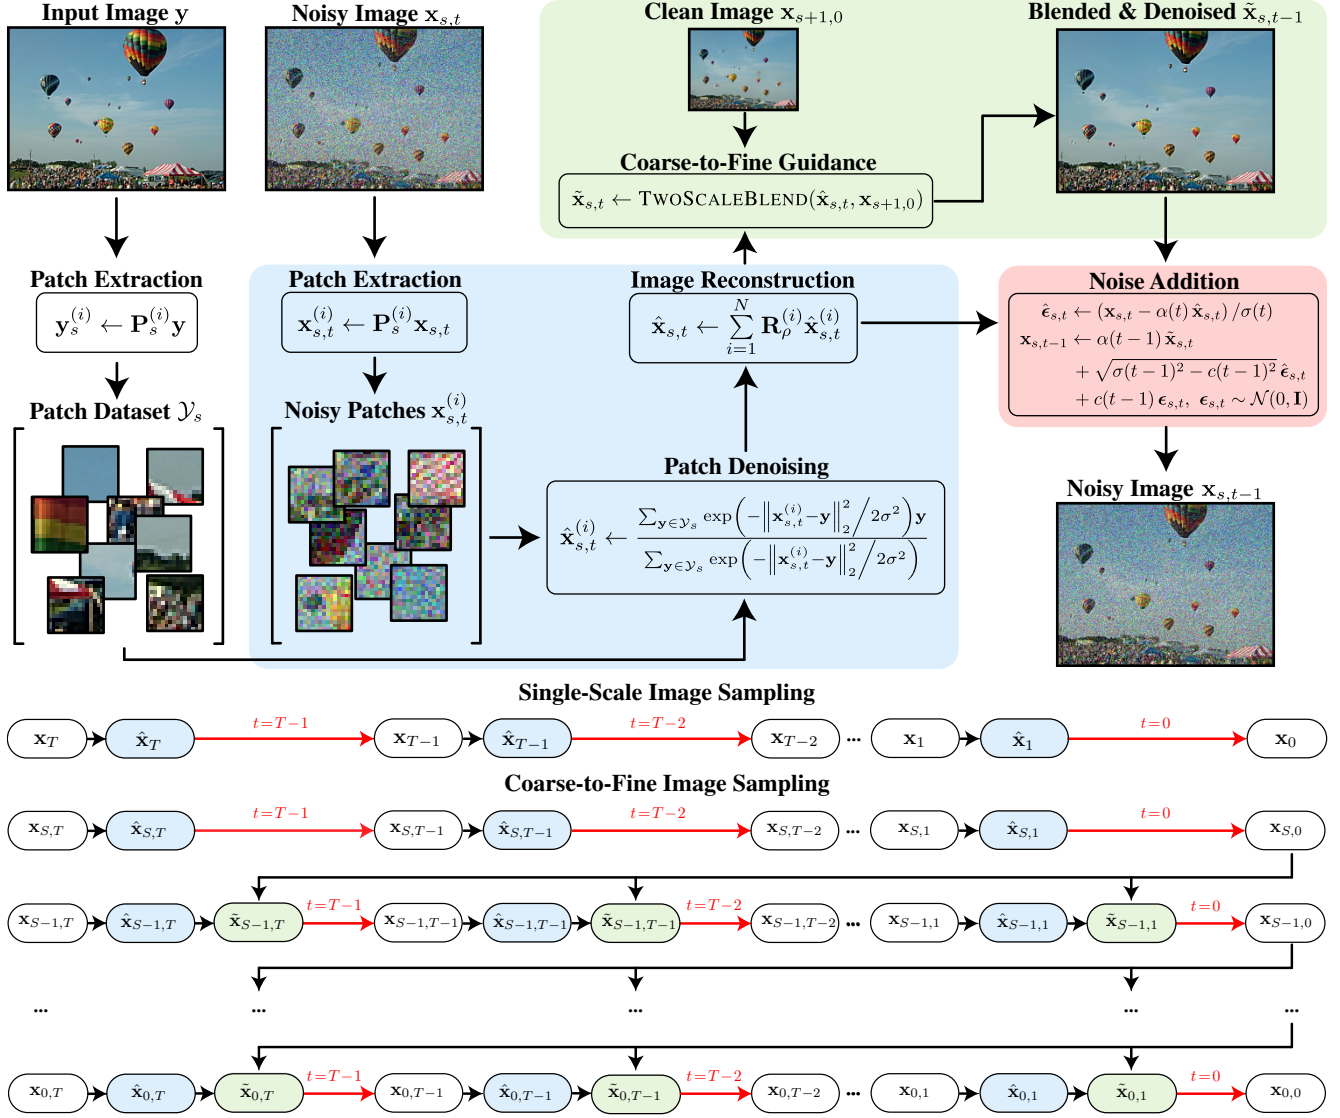 Input Image y
Noisy Image x_{s,t}
Clean Image x_{s+1,0}
Blended & Denoised x̃_{s,t−1}
Coarse-to-Fine Guidance
x̃_{s,t} ← TWOSCALEBLEND(x̂_{s,t}, x_{s+1,0})
Patch Extraction
y_s^{(i)} ← P_s^{(i)} y
Patch Extraction
x_{s,t}^{(i)} ← P_s^{(i)} x_{s,t}
Image Reconstruction
x̂_{s,t} ← ∑_{i=1}^{N} R_ρ^{(i)} x̂_{s,t}^{(i)}
Noise Addition
ε̂_{s,t} ← (x_{s,t} − α(t) x̂_{s,t}) / σ(t)
x_{s,t−1} ← α(t−1) x̃_{s,t}
+ √(σ(t−1)² − c(t−1)²) ε̂_{s,t}
+ c(t−1) ε_{s,t}, ε_{s,t} ∼ N(0, I)
Patch Dataset Y_s
Noisy Patches x_{s,t}^{(i)}
Patch Denoising
x̂_{s,t}^{(i)} ← ∑_{y∈Y_s} exp(−‖x_{s,t}^{(i)} − y‖_2^2 / 2σ²) y
∑_{y∈Y_s} exp(−‖x_{s,t}^{(i)} − y‖_2^2 / 2σ²)
Noisy Image x_{s,t−1}
Single-Scale Image Sampling
x_T x̂_T t=T−1 x_{T−1} x̂_{T−1} t=T−2 x_{T−2} ... x_1 x̂_1 t=0 x_0
Coarse-to-Fine Image Sampling
x_{S,T} x̂_{S,T} t=T−1 x_{S,T−1} x̂_{S,T−1} t=T−2 x_{S,T−2} ... x_{S,1} x̂_{S,1} t=0 x_{S,0}
x_{S−1,T} x̂_{S−1,T} x̃_{S−1,T} t=T−1 x_{S−1,T−1} x̂_{S−1,T−1} x̃_{S−1,T−1} t=T−2 x_{S−1,T−2} ... x_{S−1,1} x̂_{S−1,1} x̃_{S−1,1} t=0 x_{S−1,0}
... ... ... ... ...
x_{0,T} x̂_{0,T} x̃_{0,T} t=T−1 x_{0,T−1} x̂_{0,T−1} x̃_{0,T−1} t=T−2 x_{0,T−2} ... x_{0,1} x̂_{0,1} x̃_{0,1} t=0 x_{0,0}